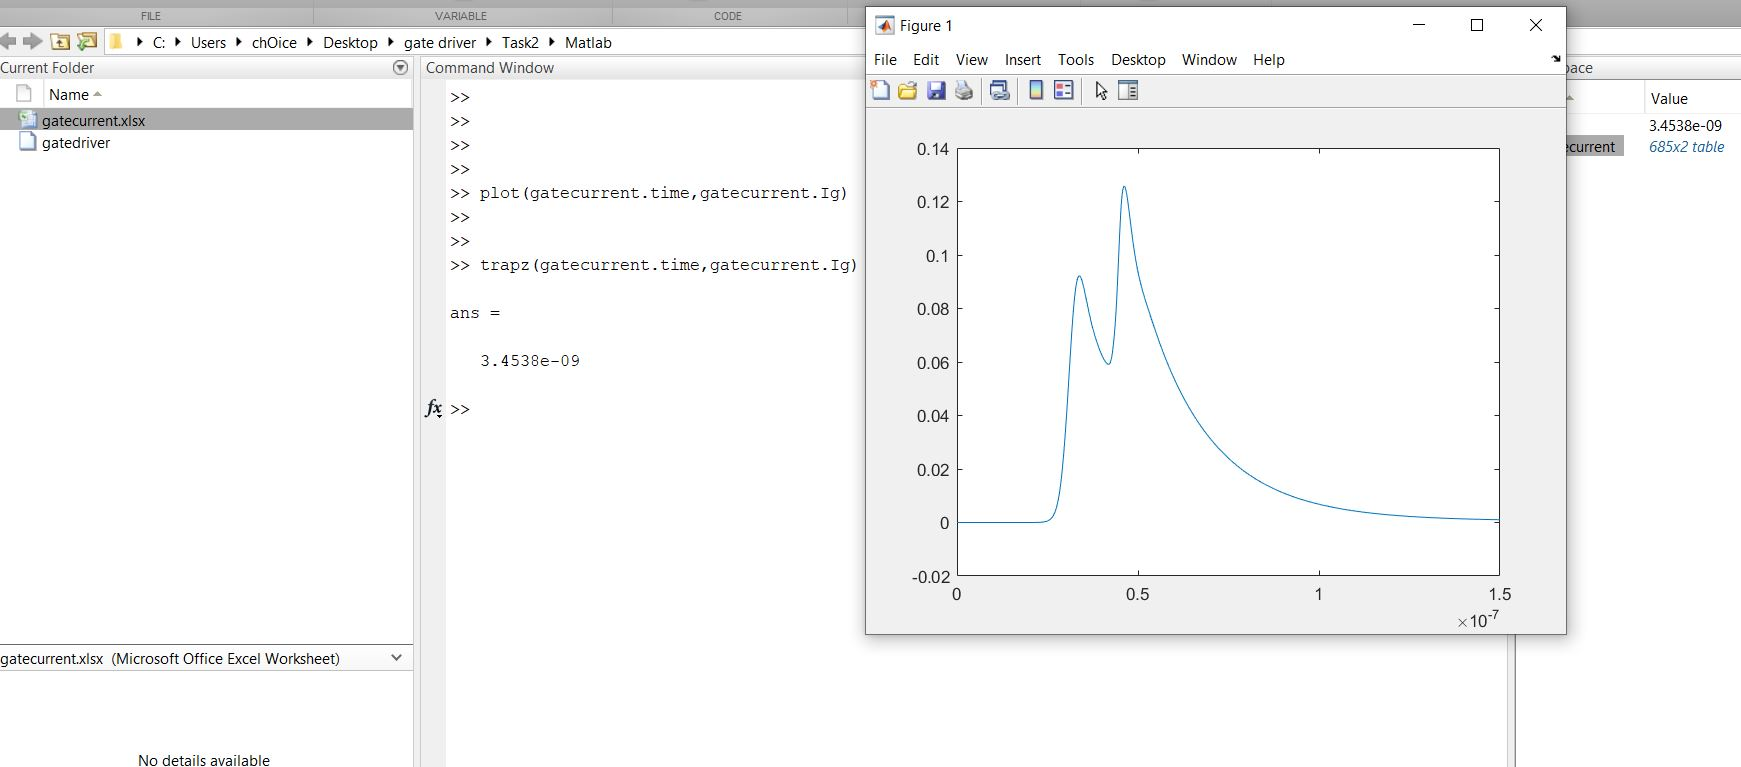 FILE
VARIABLE
CODE
C: Users chOice Desktop gate driver Task2 Matlab
Current Folder
Name
gatecurrent.xlsx
gatedriver
gatecurrent.xlsx (Microsoft Office Excel Worksheet)
No details available
Command Window
>>
>>
>>
>>
>> plot(gatecurrent.time,gatecurrent.Ig)
>>
>>
>> trapz(gatecurrent.time,gatecurrent.Ig)
ans =
3.4538e-09
fx >>
Figure 1
File Edit View Insert Tools Desktop Window Help
0.14
0.12
0.1
0.08
0.06
0.04
0.02
0
-0.02
0 0.5 1 1.5
×10-7
pace
Value
3.4538e-09
current 685x2 table